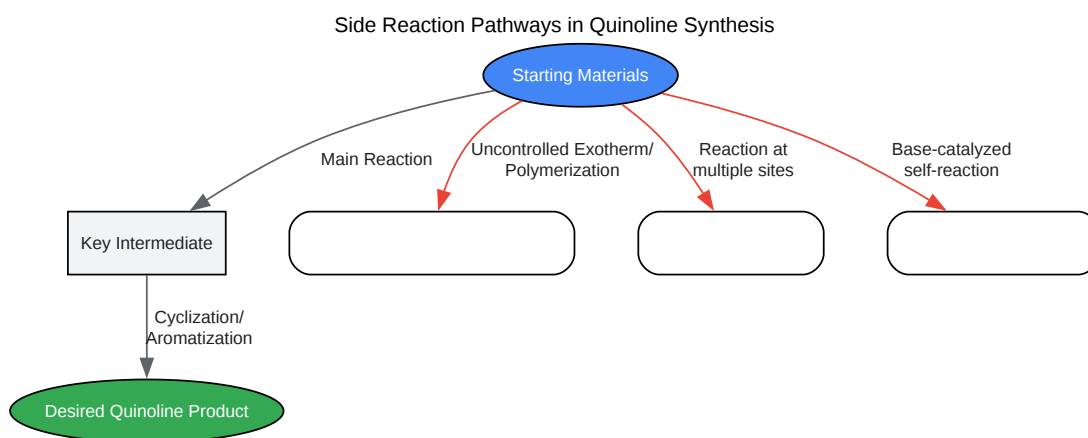 Side Reaction Pathways in Quinoline Synthesis
Starting Materials
Main Reaction
Uncontrolled Exotherm/
Polymerization
Reaction at
multiple sites
Base-catalyzed
self-reaction
Key Intermediate
Cyclization/
Aromatization
Desired Quinoline Product